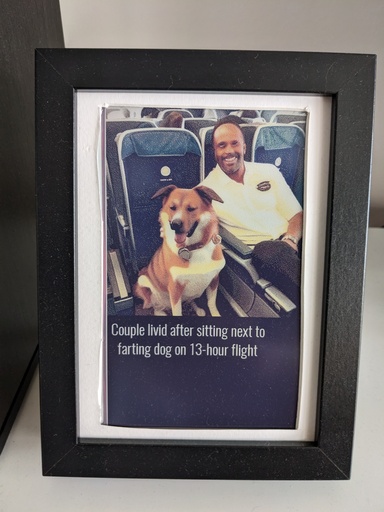 Couple livid after sitting next to
farting dog on 13-hour flight